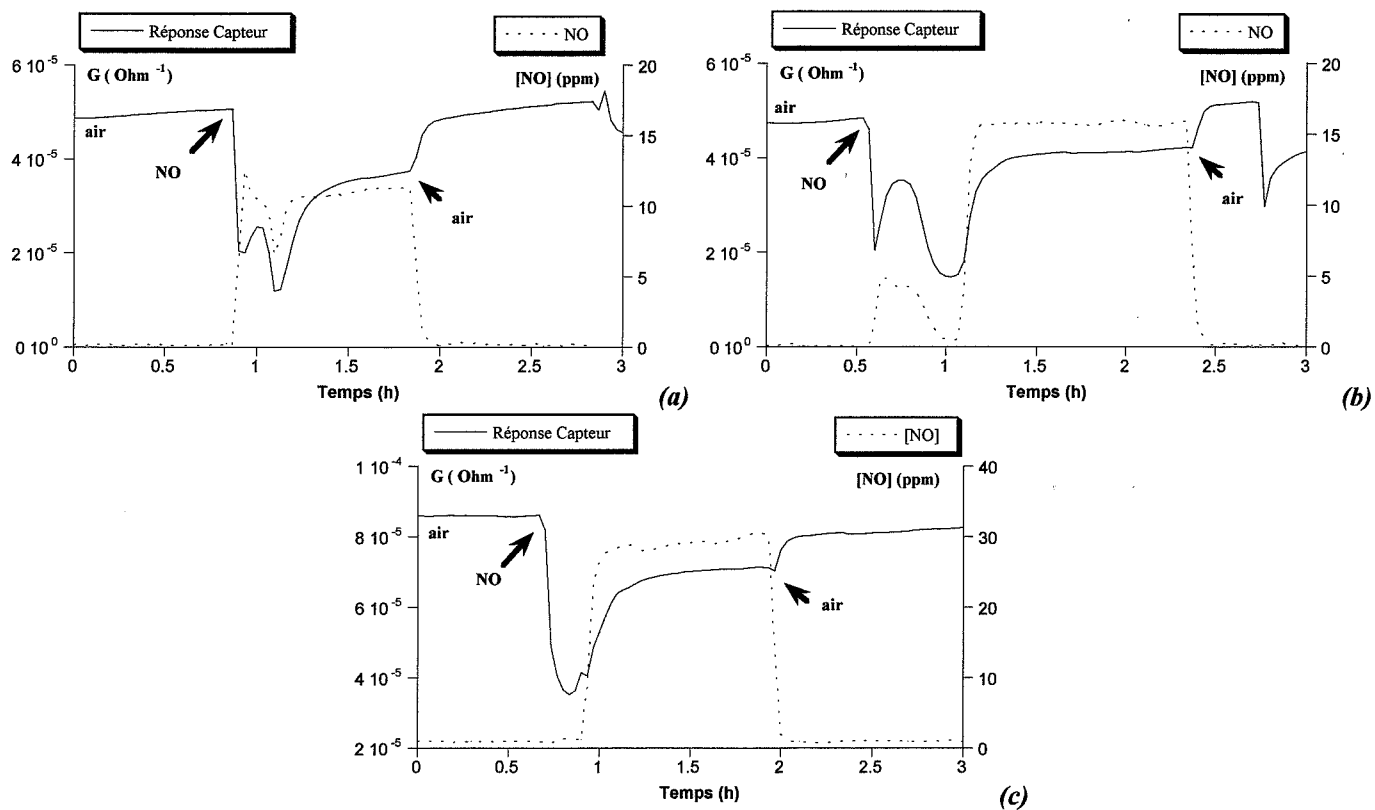 Réponse Capteur
NO
G ( Ohm -1)
[NO] (ppm)
6 10-5
4 10-5
2 10-5
0 100
20
15
10
5
0
air
NO
air
0 0.5 1 1.5 2 2.5 3
Temps (h)
(a)
Réponse Capteur
NO
G ( Ohm -1)
[NO] (ppm)
6 10-5
4 10-5
2 10-5
0 100
20
15
10
5
0
air
NO
air
0 0.5 1 1.5 2 2.5 3
Temps (h)
(b)
Réponse Capteur
[NO]
G ( Ohm -1)
[NO] (ppm)
1 10-4
8 10-5
6 10-5
4 10-5
2 10-5
40
30
20
10
0
air
NO
air
0 0.5 1 1.5 2 2.5 3
Temps (h)
(c)